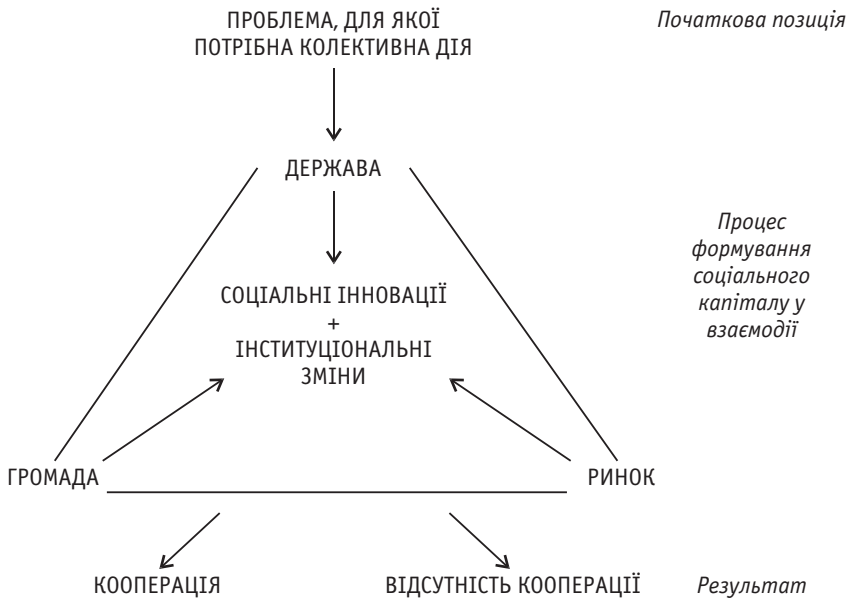 ПРОБЛЕМА, ДЛЯ ЯКОЇ
ПОТРІБНА КОЛЕКТИВНА ДІЯ
Початкова позиція
ДЕРЖАВА
СОЦІАЛЬНІ ІННОВАЦІЇ
+
ІНСТИТУЦІОНАЛЬНІ
ЗМІНИ
Процес
формування
соціального
капіталу у
взаємодії
ГРОМАДА
РИНОК
КООПЕРАЦІЯ
ВІДСУТНІСТЬ КООПЕРАЦІЇ
Результат